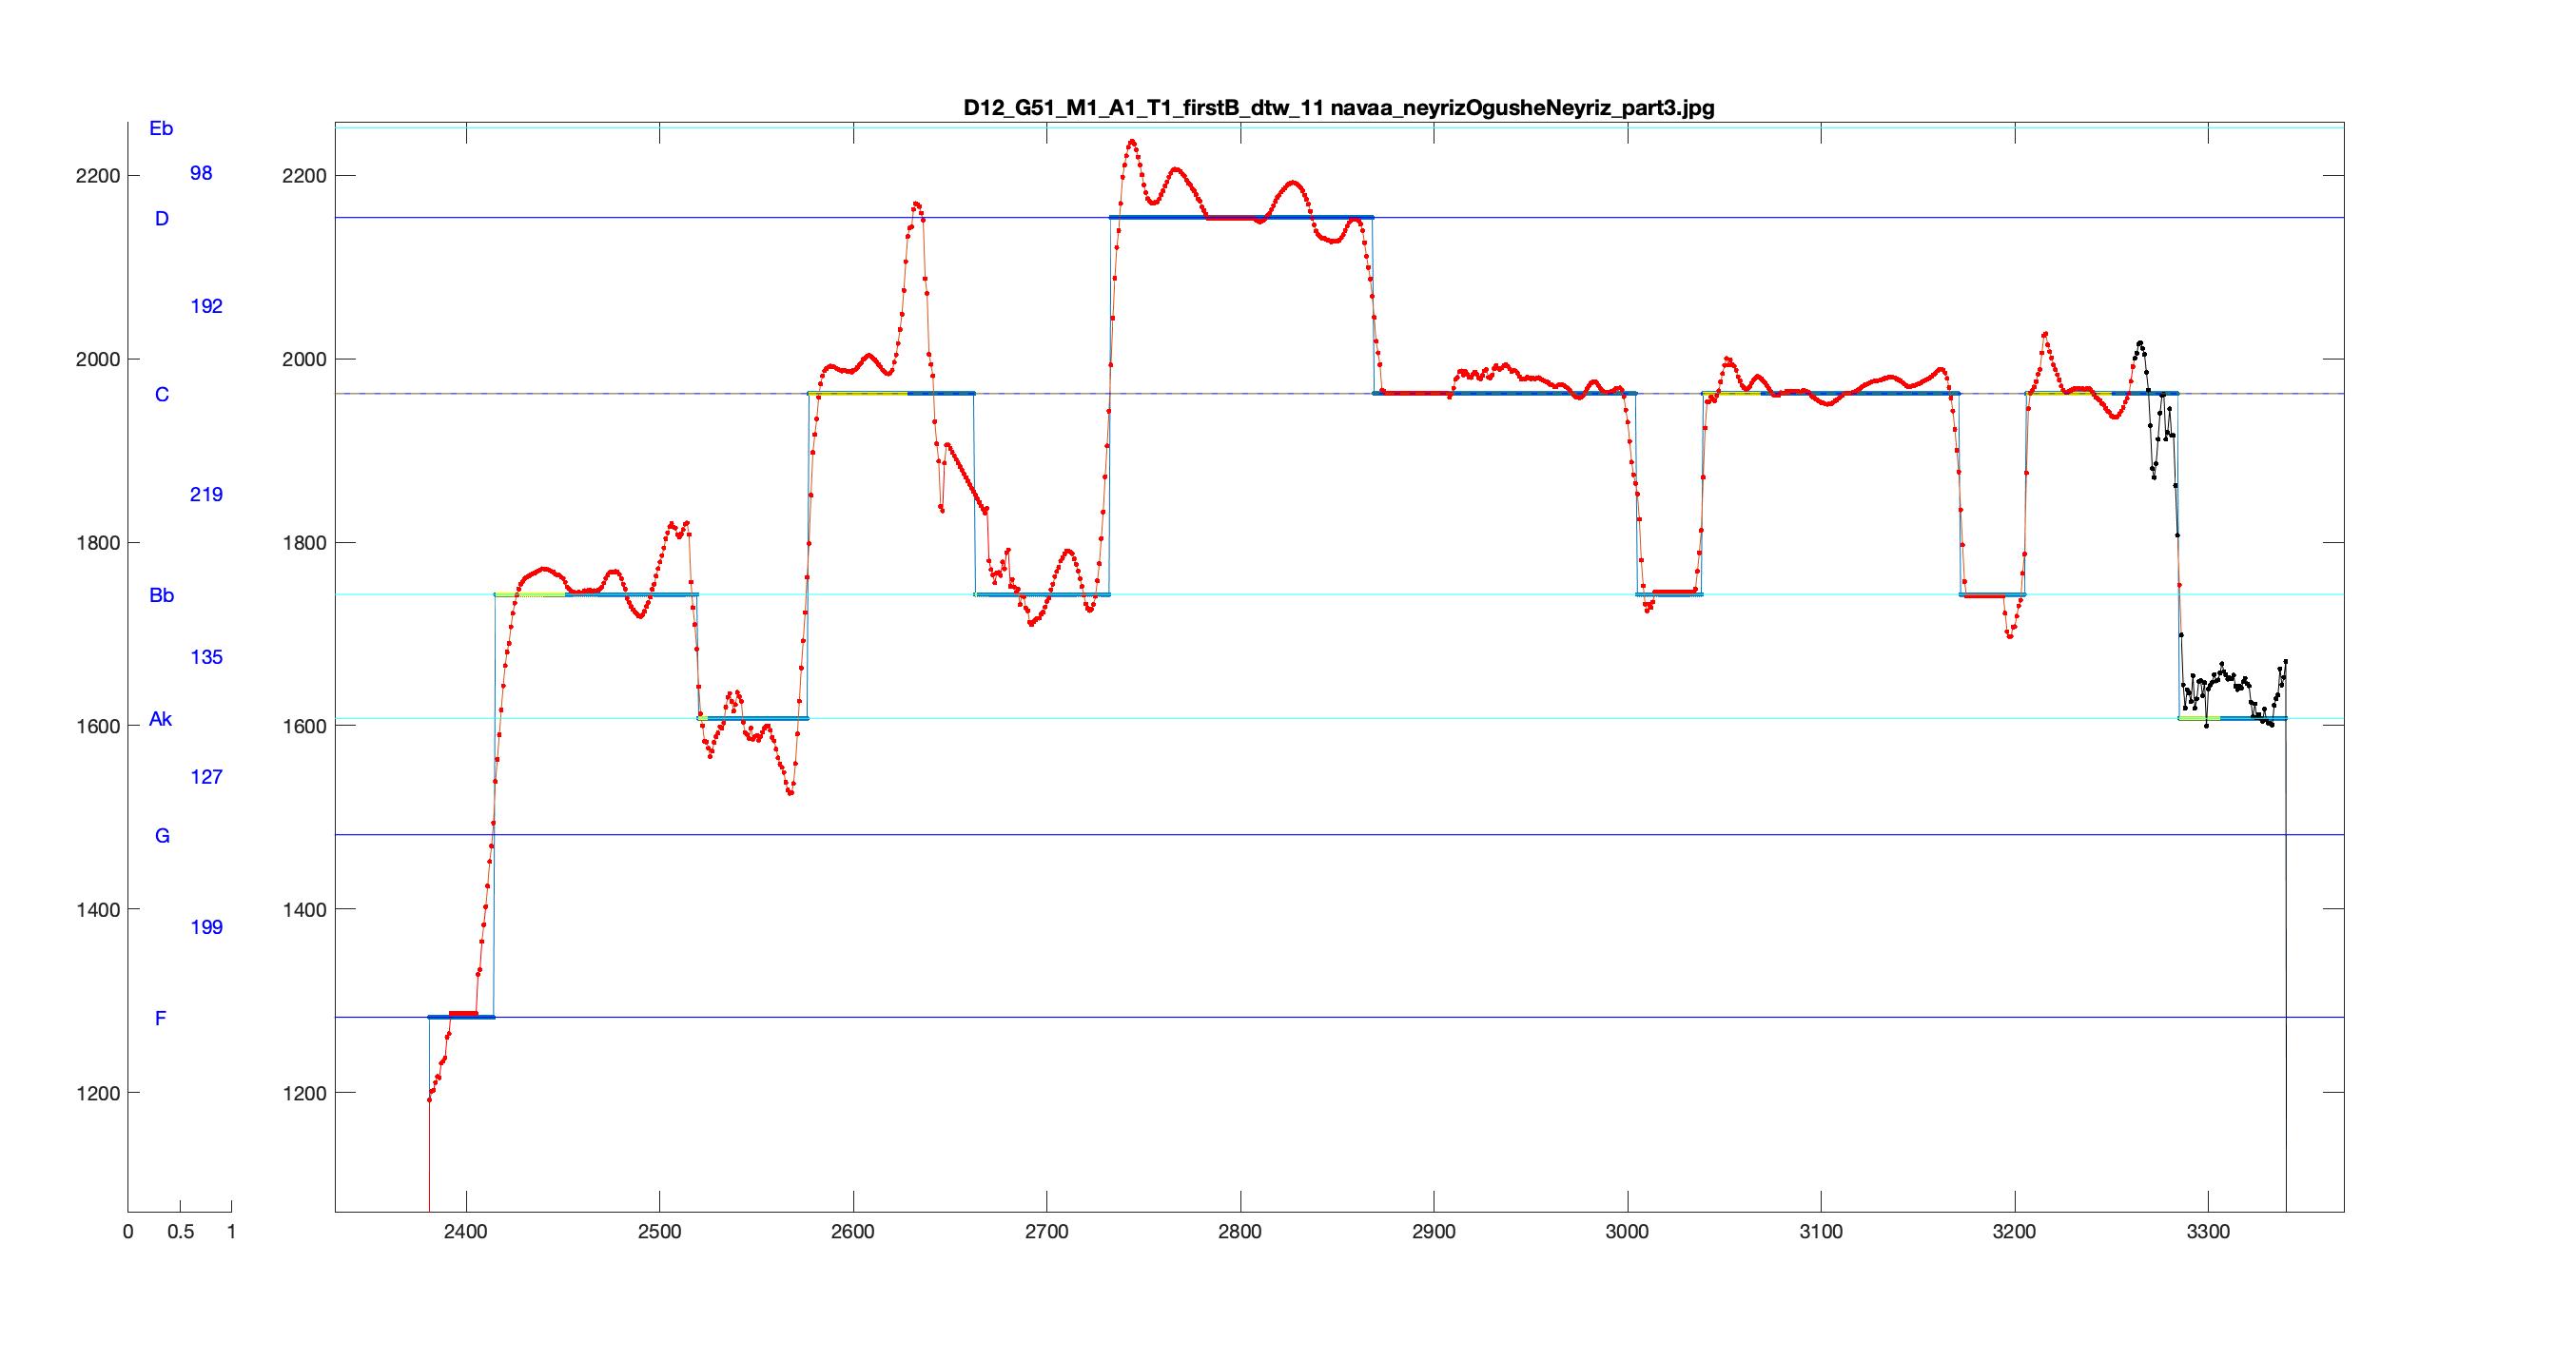 D12_G51_M1_A1_T1_firstB_dtw_11 navaa_neyrizOgusheNeyriz_part3.jpg
Eb
2200 98 2200
D
192
2000 2000
C
219
1800 1800
Bb
135
Ak
1600 1600
127
G
1400 1400
199
F
1200 1200
0 0.5 1 2400 2500 2600 2700 2800 2900 3000 3100 3200 3300